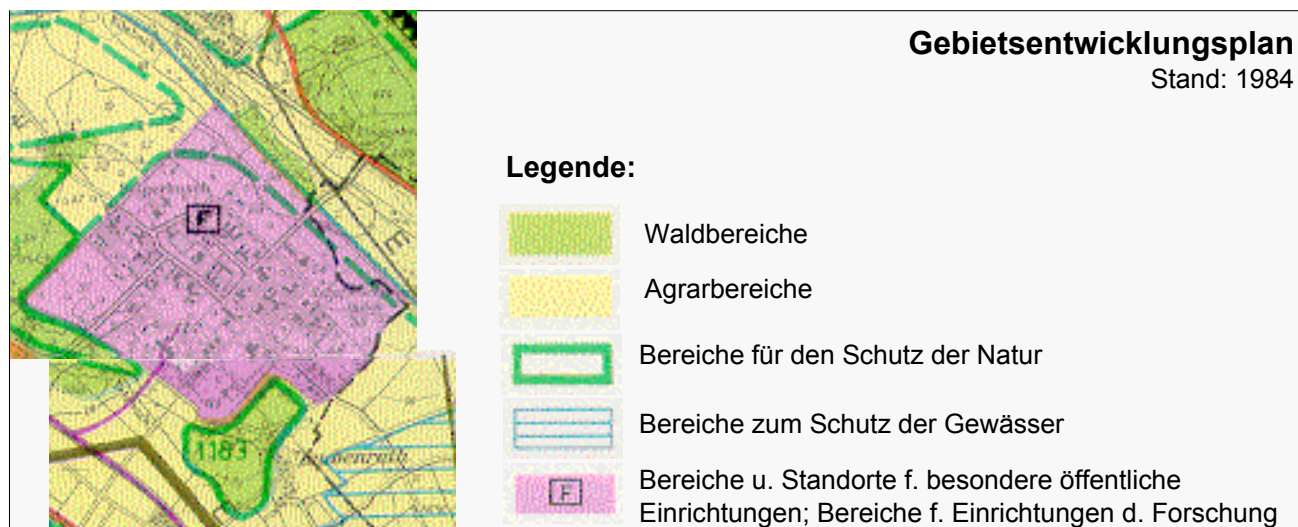 Gebietsentwicklungsplan
Stand: 1984
Legende:
Waldbereiche
Agrarbereiche
Bereiche für den Schutz der Natur
Bereiche zum Schutz der Gewässer
F
Bereiche u. Standorte f. besondere öffentliche
Einrichtungen; Bereiche f. Einrichtungen d. Forschung
F
E
1183